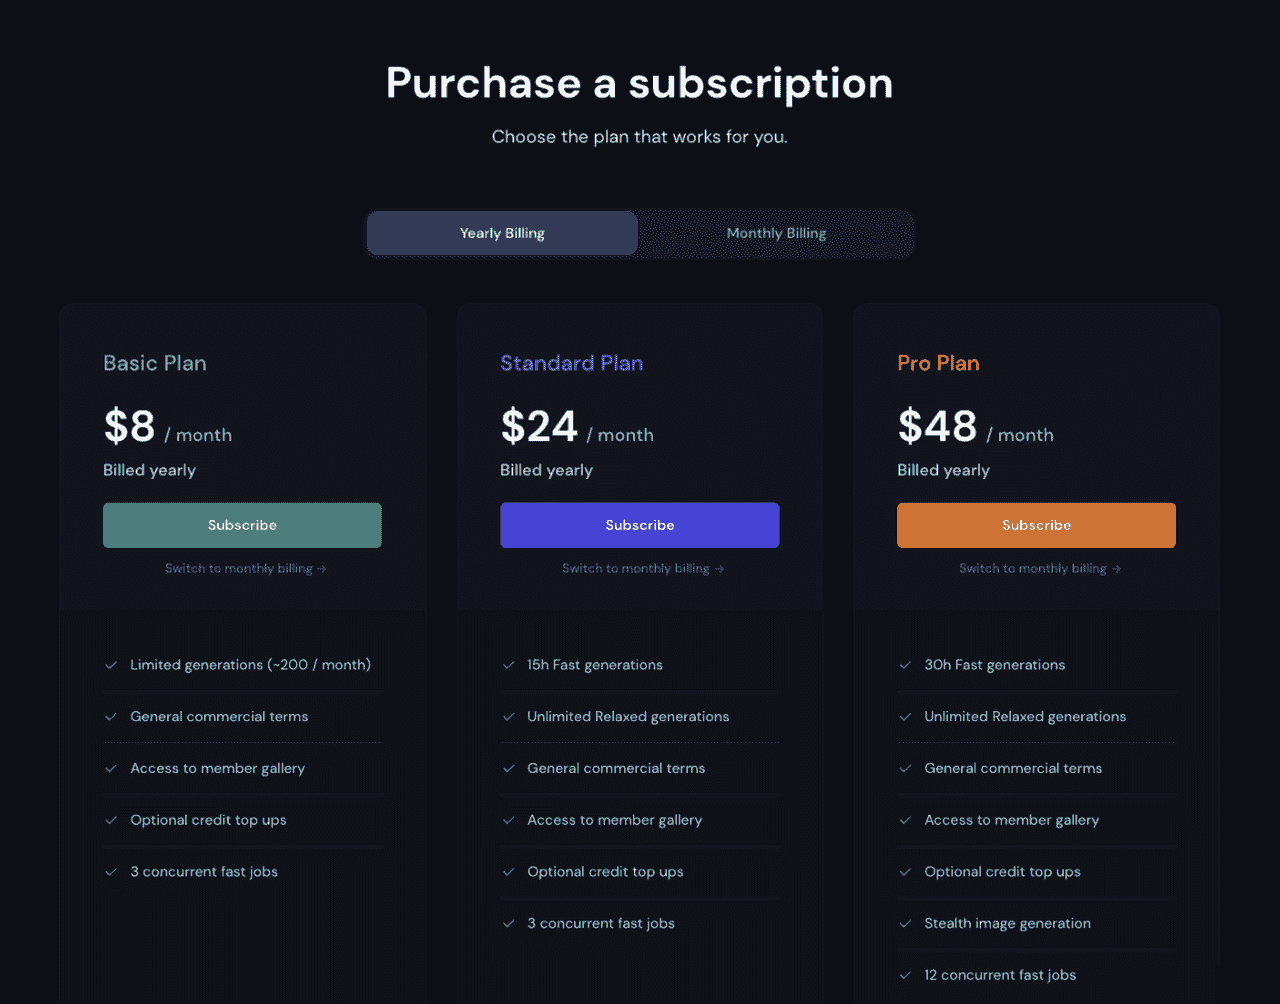 Purchase a subscription
Choose the plan that works for you.
Yearly Billing
Monthly Billing
Basic Plan
$8 / month
Billed yearly
Subscribe
Switch to monthly billing →
Limited generations (~200 / month)
General commercial terms
Access to member gallery
Optional credit top ups
3 concurrent fast jobs
Standard Plan
$24 / month
Billed yearly
Subscribe
Switch to monthly billing →
15h Fast generations
Unlimited Relaxed generations
General commercial terms
Access to member gallery
Optional credit top ups
3 concurrent fast jobs
Pro Plan
$48 / month
Billed yearly
Subscribe
Switch to monthly billing →
30h Fast generations
Unlimited Relaxed generations
General commercial terms
Access to member gallery
Optional credit top ups
Stealth image generation
12 concurrent fast jobs